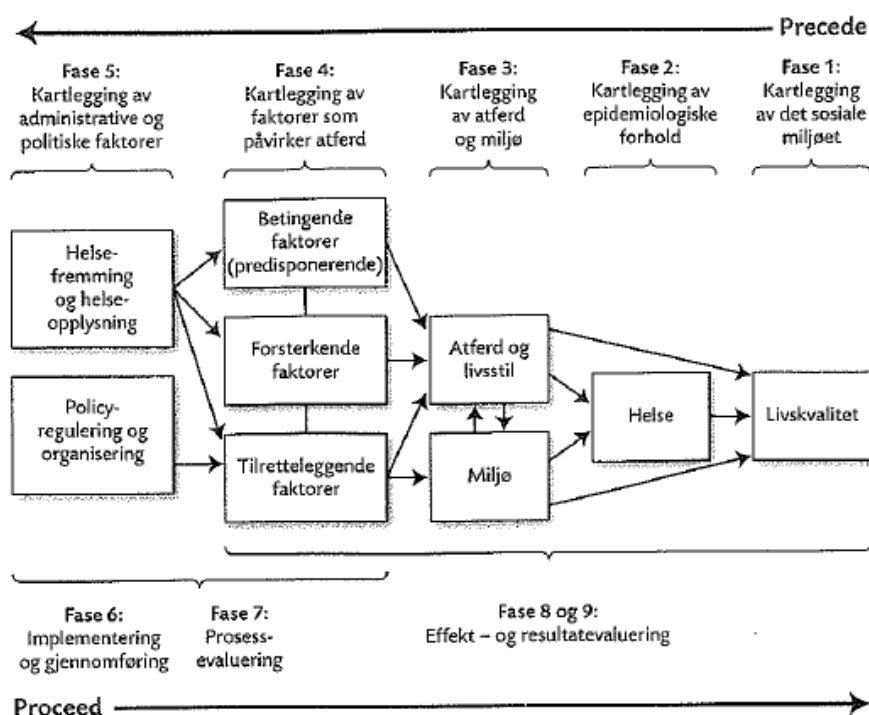 Precede
Fase 5:
Kartlegging av
administrative og
politiske faktorer
Fase 4:
Kartlegging av
faktorer som
påvirker atferd
Fase 3:
Kartlegging
av atferd
og miljø
Fase 2:
Kartlegging av
epidemiologiske
forhold
Fase 1:
Kartlegging
av det sosiale
miljøet
Helse-
fremming
og helse-
opplysning
Policy-
regulering og
organisering
Betingende
faktorer
(predisponerende)
Forsterkende
faktorer
Tilretteleggende
faktorer
Atferd og
livsstil
Miljø
Helse
Livskvalitet
Fase 6:
Implementering
og gjennomføring
Fase 7:
Prosess-
evaluering
Fase 8 og 9:
Effekt – og resultatevaluering
Proceed